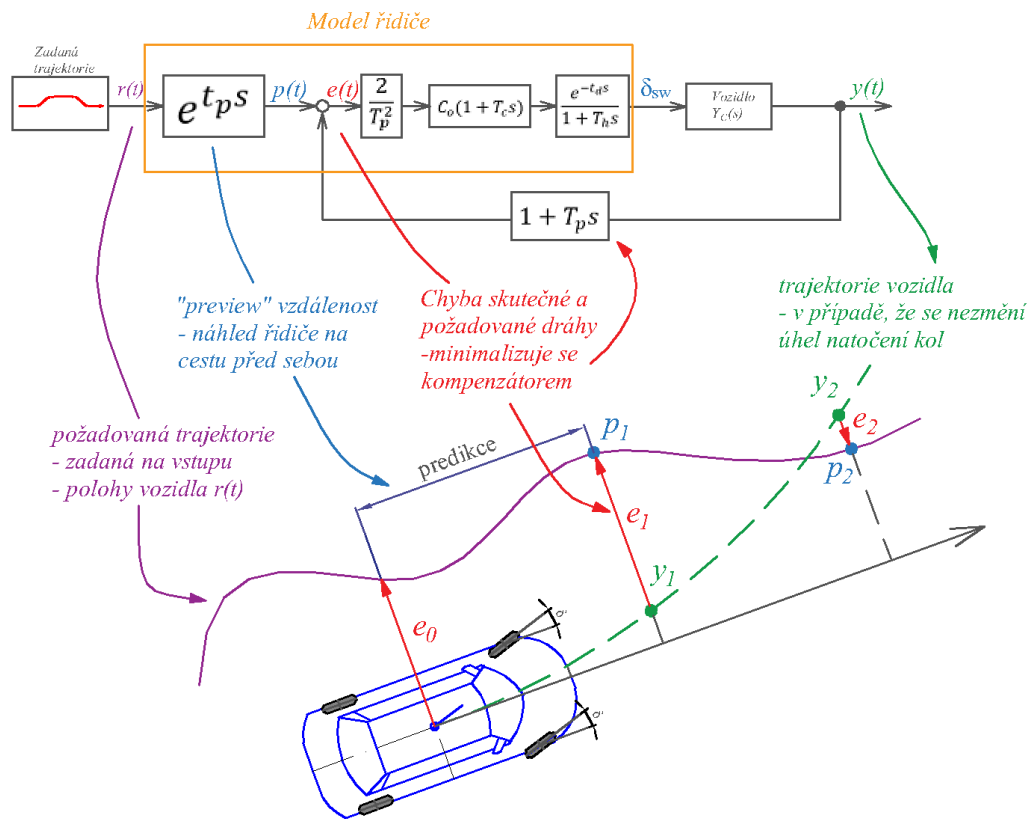 Model řidiče
Zadaná
trajektorie
r(t)
e^{t_p s}
p(t)
e(t)
2
T_p^2
C_o(1+T_c s)
e^{-t_d s}
1+T_h s
δ_sw
Vozidlo
Y_C(s)
y(t)
1 + T_p s
"preview" vzdálenost
- náhled řidiče na
cestu před sebou
Chyba skutečné a
požadované dráhy
-minimalizuje se
kompenzátorem
trajektorie vozidla
- v případě, že se nezmění
úhel natočení kol
požadovaná trajektorie
- zadaná na vstupu
- polohy vozidla r(t)
predikce
p_1
y_2
e_2
p_2
e_1
y_1
e_0